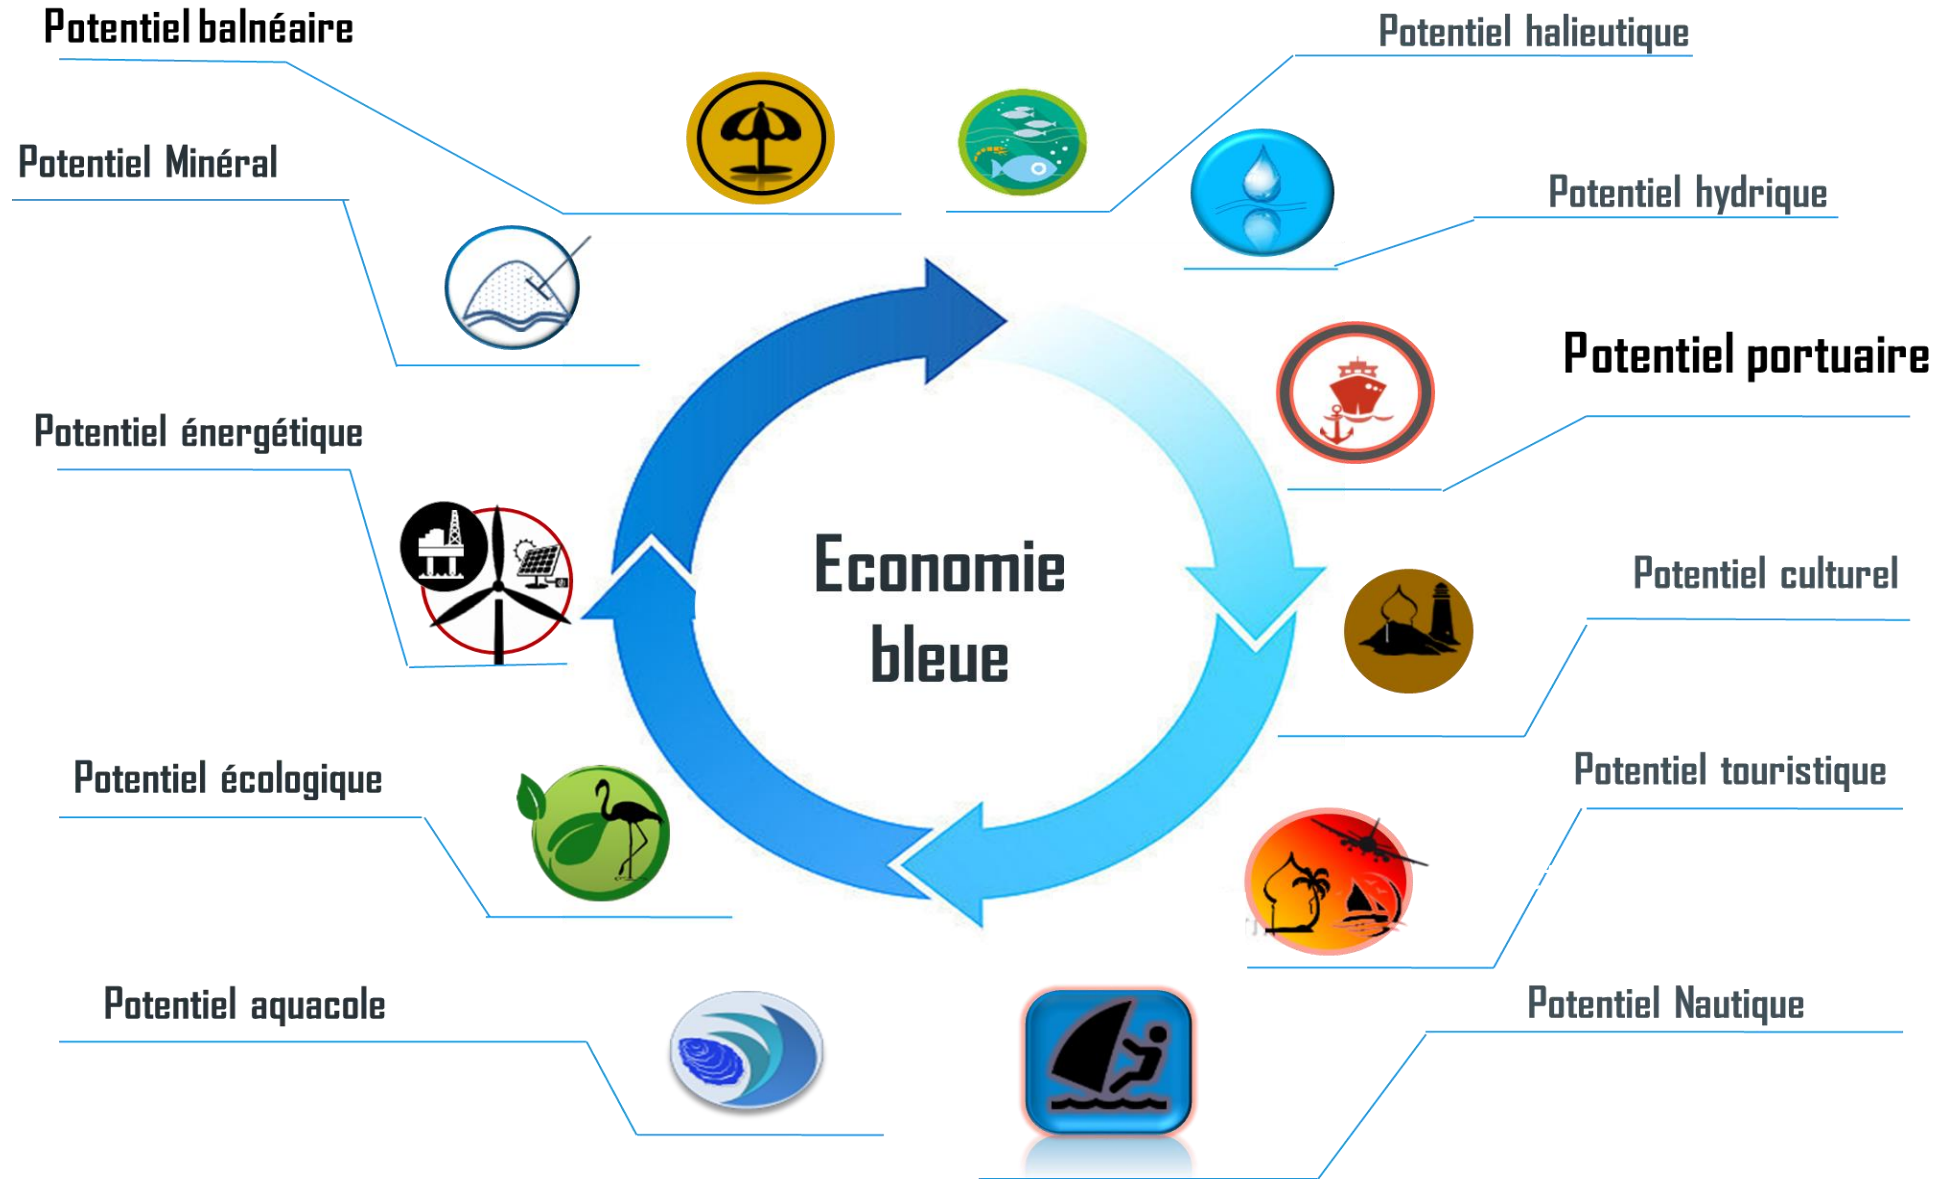 Potentiel balnéaire
Potentiel halieutique
Potentiel Minéral
Potentiel hydrique
Potentiel portuaire
Potentiel énergétique
Economie
bleue
Potentiel culturel
Potentiel écologique
Potentiel touristique
Potentiel aquacole
Potentiel Nautique